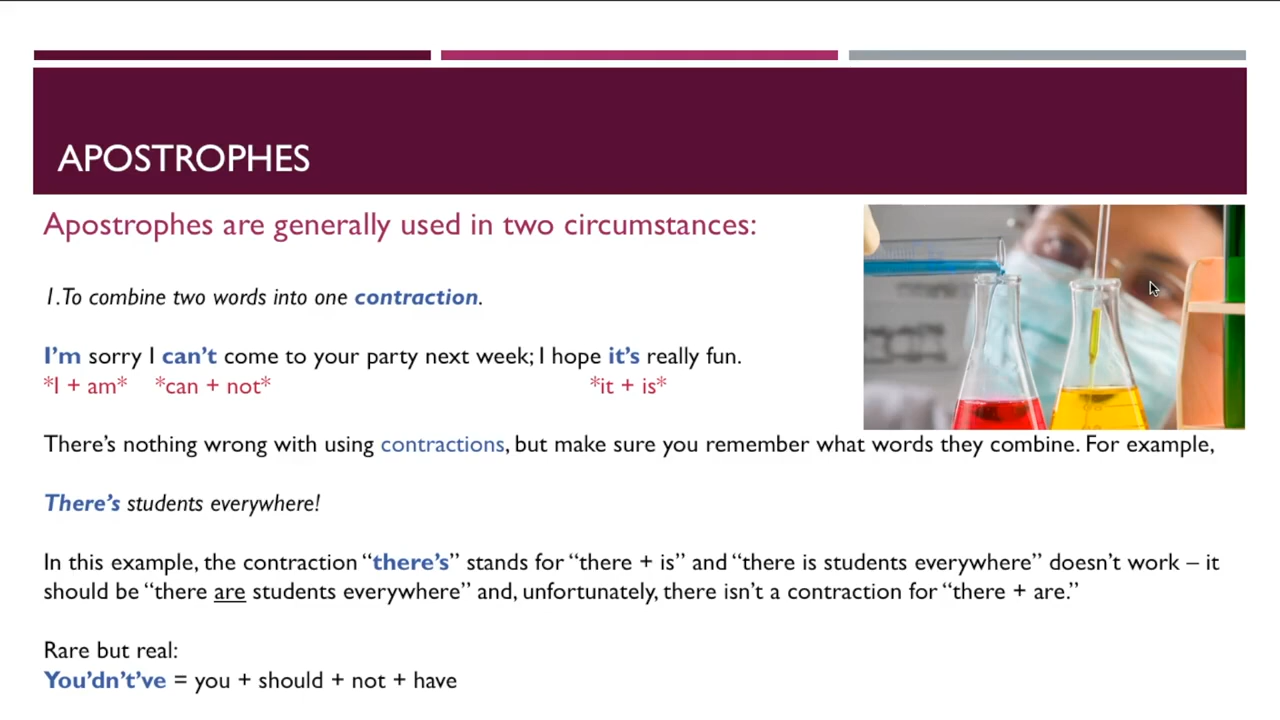 APOSTROPHES
Apostrophes are generally used in two circumstances:
1. To combine two words into one contraction.
I’m sorry I can’t come to your party next week; I hope it’s really fun.
*I + am* *can + not* *it + is*
There’s nothing wrong with using contractions, but make sure you remember what words they combine. For example,
There’s students everywhere!
In this example, the contraction “there’s” stands for “there + is” and “there is students everywhere” doesn’t work – it
should be “there are students everywhere” and, unfortunately, there isn’t a contraction for “there + are.”
Rare but real:
You’dn’t’ve = you + should + not + have